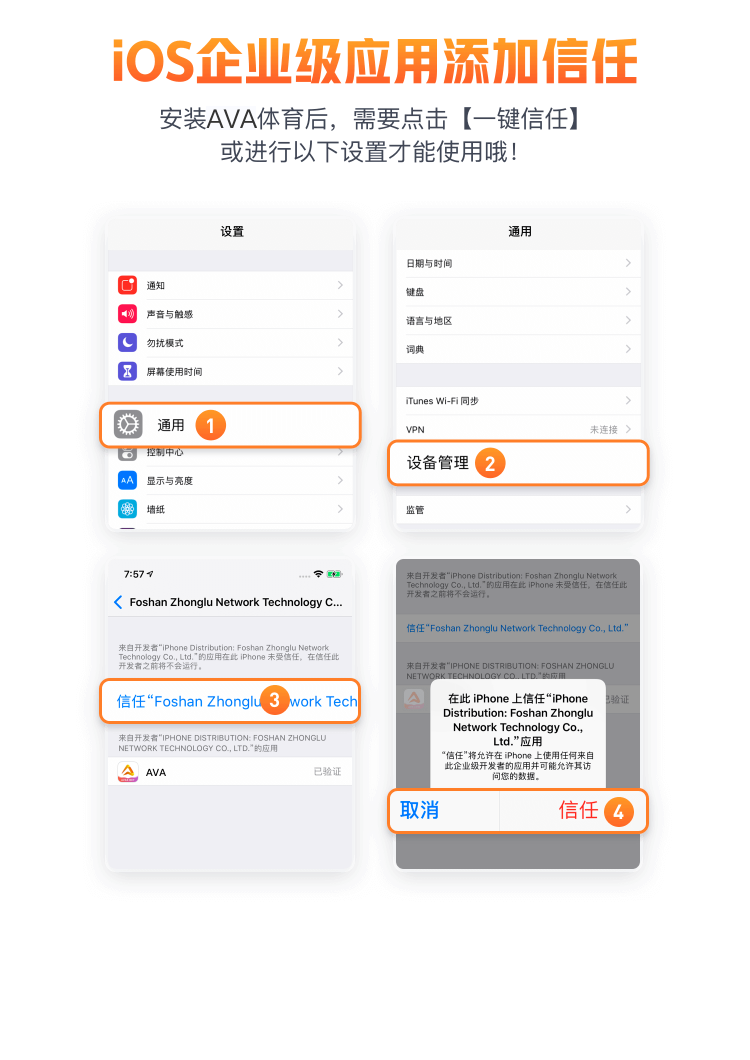 iOS企业级应用添加信任
安装AVA体育后，需要点击【一键信任】
或进行以下设置才能使用哦！
设置
通知
声音与触感
勿扰模式
屏幕使用时间
通用 1
控制中心
AA 显示与亮度
墙纸
通用
日期与时间
键盘
语言与地区
词典
iTunes Wi-Fi 同步
VPN 未连接
设备管理 2
监管
7:57
Foshan Zhonglu Network Technology C...
来自开发者“iPhone Distribution: Foshan Zhonglu Network
Technology Co., Ltd.”的应用在此 iPhone 未受信任，在信任此
开发者之前将不会运行。
信任“Foshan Zhonglu 3 work Tech
来自开发者“IPHONE DISTRIBUTION: FOSHAN ZHONGLU
NETWORK TECHNOLOGY CO., LTD.”的应用
AVA 已验证
来自开发者“iPhone Distribution: Foshan Zhonglu Network
Technology Co., Ltd.”的应用在此 iPhone 未受信任，在信任此
开发者之前将不会运行。
信任“Foshan Zhonglu Network Technology Co., Ltd.”
来自开发者“IPHONE DISTRIBUTION: FOSHAN ZHONGLU
NETWORK TECHNOLOGY CO., LTD.”的应用
已验证
在此 iPhone 上信任“iPhone
Distribution: Foshan Zhonglu
Network Technology Co.,
Ltd.”应用
“信任”将允许在 iPhone 上使用任何来自
此企业级开发者的应用并可能允许其访
问您的数据。
取消 信任 4